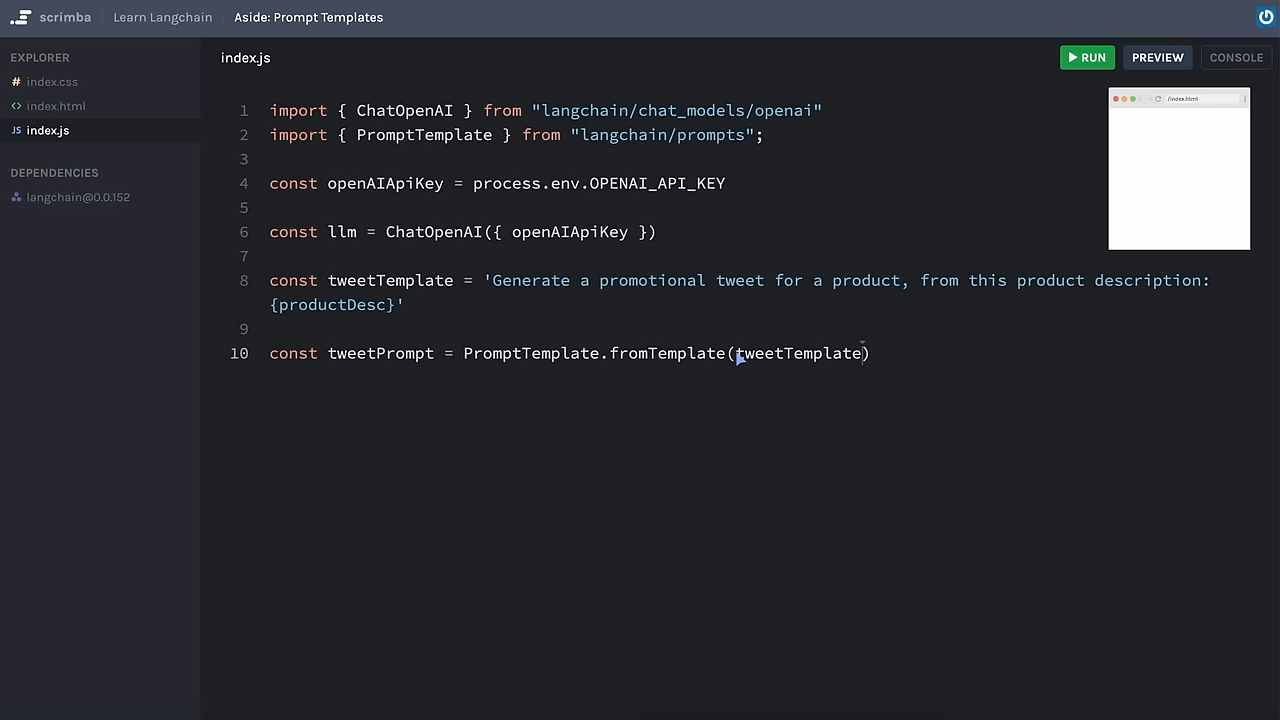 scrimba / Learn Langchain / Aside: Prompt Templates
EXPLORER
# index.css
<> index.html
JS index.js
DEPENDENCIES
langchain@0.0.152
index.js
RUN
PREVIEW
CONSOLE
/index.html
1 import { ChatOpenAI } from "langchain/chat_models/openai"
2 import { PromptTemplate } from "langchain/prompts";
3
4 const openAIApiKey = process.env.OPENAI_API_KEY
5
6 const llm = ChatOpenAI({ openAIApiKey })
7
8 const tweetTemplate = 'Generate a promotional tweet for a product, from this product description:
{productDesc}'
9
10 const tweetPrompt = PromptTemplate.fromTemplate(tweetTemplate)